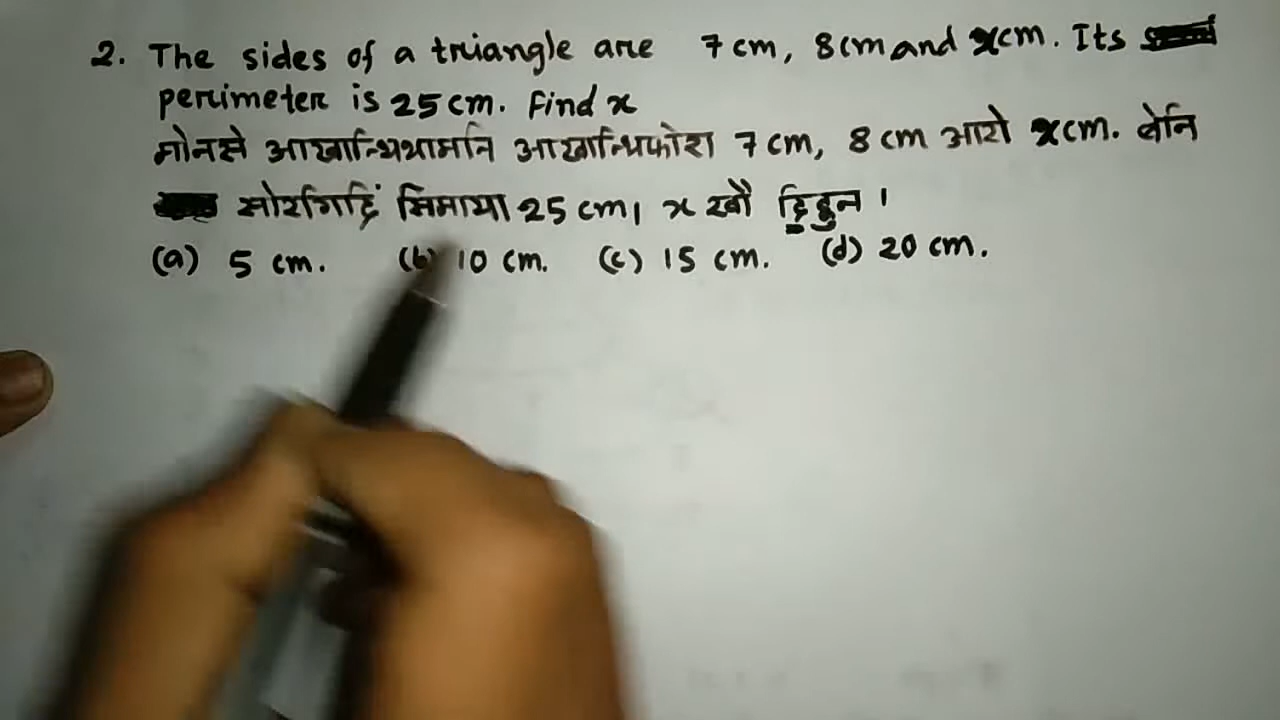 2. The sides of a triangle are 7 cm, 8 cm and x cm. Its
perimeter is 25 cm. Find x
मोनसे आखान्थिथामनि आखान्थिफोरा 7 cm, 8 cm आरो x cm. बेनि
सोरगिद्रिं सिमाया 25 cm, x खौ दिहुन।
(a) 5 cm. (b) 10 cm. (c) 15 cm. (d) 20 cm.